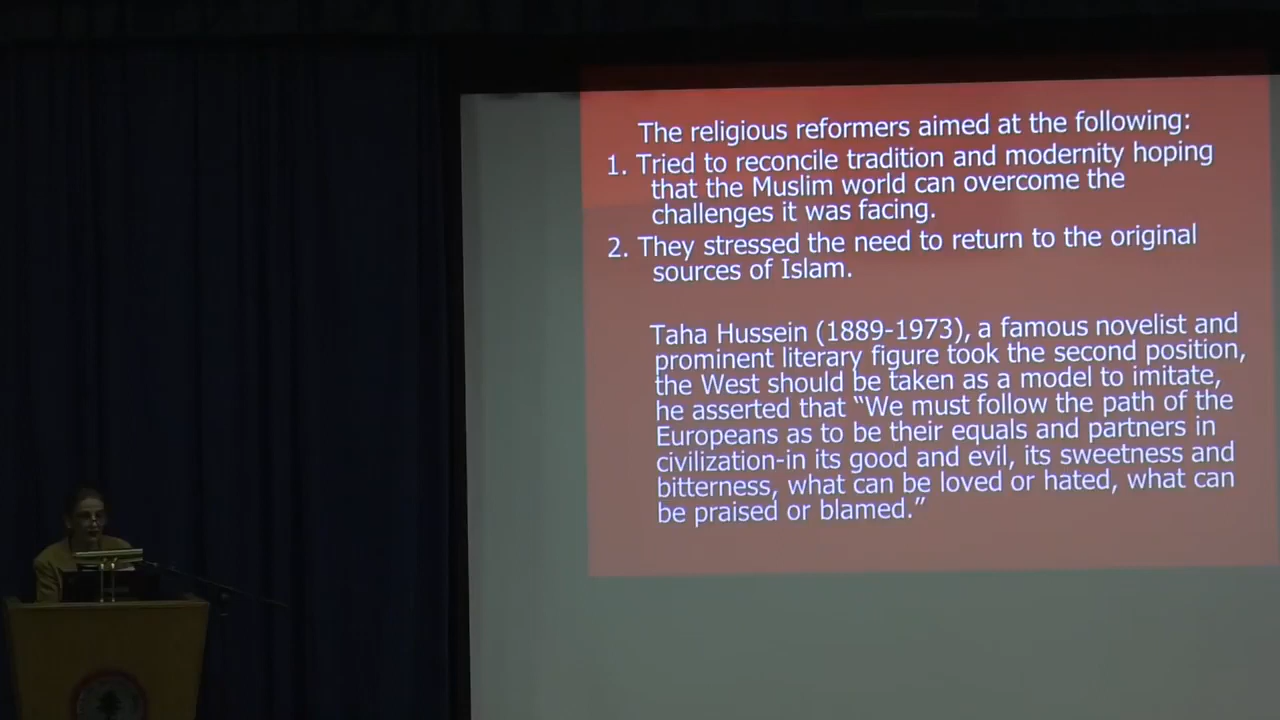 The religious reformers aimed at the following:
1. Tried to reconcile tradition and modernity hoping
that the Muslim world can overcome the
challenges it was facing.
2. They stressed the need to return to the original
sources of Islam.
Taha Hussein (1889-1973), a famous novelist and
prominent literary figure took the second position,
the West should be taken as a model to imitate,
he asserted that “We must follow the path of the
Europeans as to be their equals and partners in
civilization-in its good and evil, its sweetness and
bitterness, what can be loved or hated, what can
be praised or blamed.”